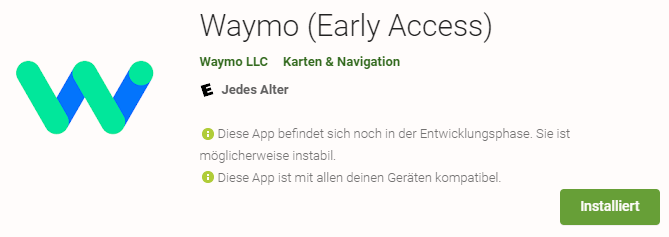 Waymo (Early Access)
Waymo LLC Karten & Navigation
E Jedes Alter
Diese App befindet sich noch in der Entwicklungsphase. Sie ist
möglicherweise instabil.
Diese App ist mit allen deinen Geräten kompatibel.
Installiert